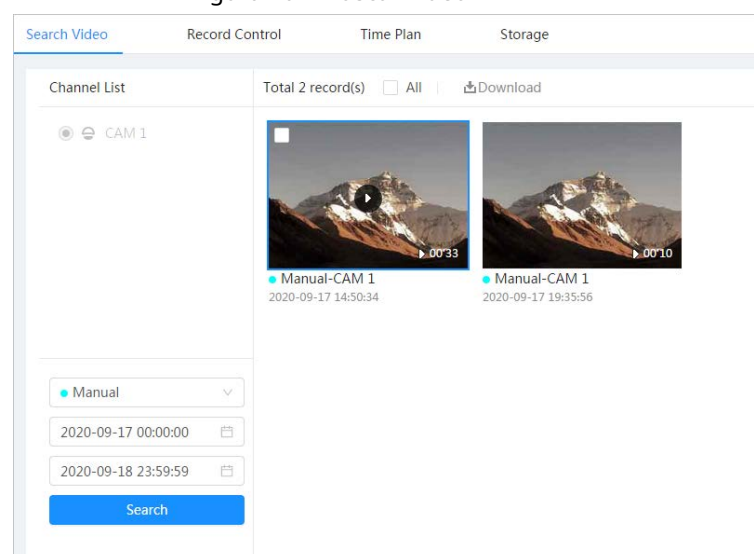 Search Video Record Control Time Plan Storage
Channel List
CAM 1
Total 2 record(s) All Download
00:33
Manual-CAM 1
2020-09-17 14:50:34
00:10
Manual-CAM 1
2020-09-17 19:35:56
Manual
2020-09-17 00:00:00
2020-09-18 23:59:59
Search